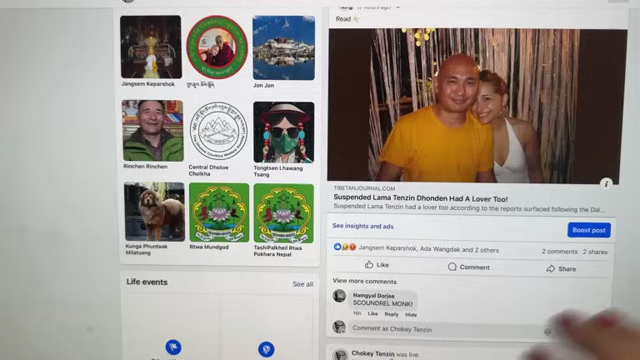 Read
Jangsem Keparshok
Jon Jon
Rinchen Rinchen
Central Dhotoe
Cholkha
Tongtsen Lhawang
Tsang
Kunga Phuntsok
Milatsang
Rtwa Mundgod
TashiPalkheil Rtwa
Pokhara Nepal
Life events
See all
TIBETANJOURNAL.COM
Suspended Lama Tenzin Dhonden Had A Lover Too!
Suspended Lama Tenzin had a lover too according to the reports surfaced following the Dal...
See insights and ads
Boost post
Jangsem Keparshok, Ada Wangdak and 2 others
2 comments 2 shares
Like
Comment
Share
View more comments
Namgyal Dorjee
SCOUNDREL MONK!
Like Reply Hide
Comment as Chokey Tenzin
Chokey Tenzin was live.